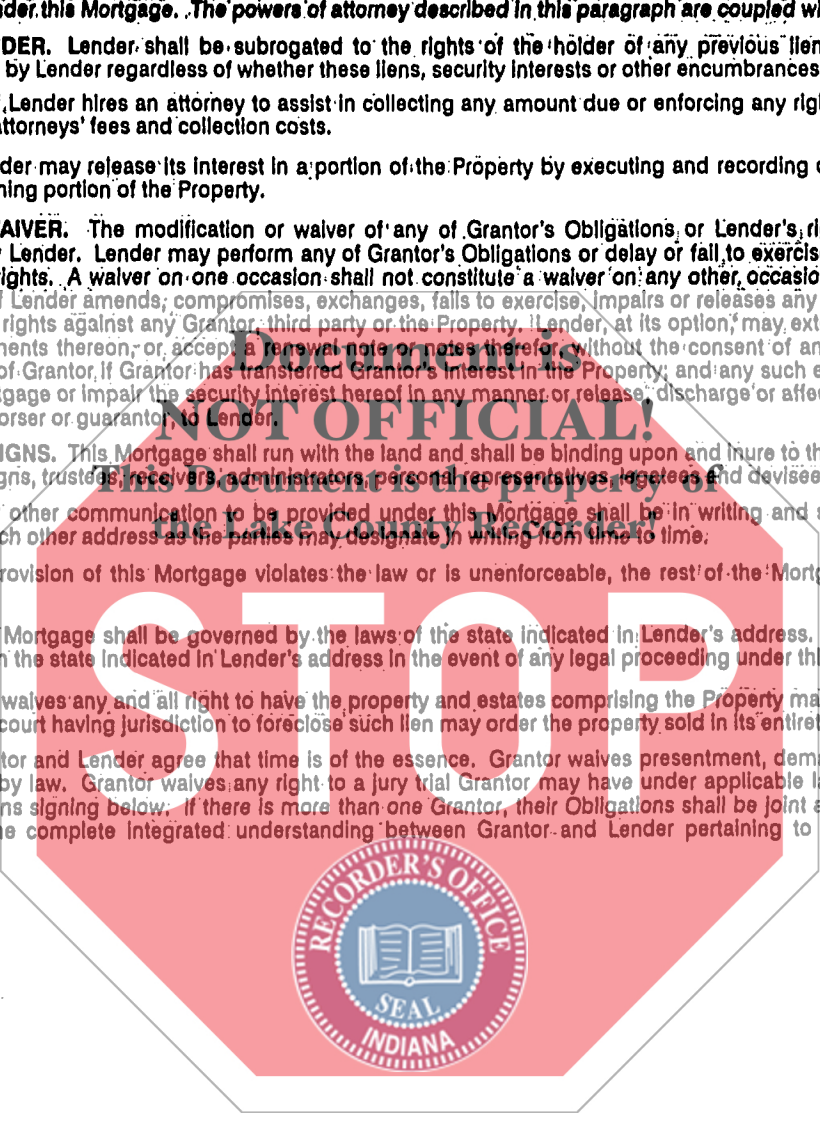 nder this Mortgage. The powers of attorney described in this paragraph are coupled wi
DER. Lender shall be subrogated to the rights of the holder of any previous lien
by Lender regardless of whether these liens, security interests or other encumbrances
Lender hires an attorney to assist in collecting any amount due or enforcing any righ
ttorneys' fees and collection costs.
der may release its interest in a portion of the Property by executing and recording o
ning portion of the Property.
AIVER. The modification or waiver of any of Grantor's Obligations or Lender's ri
Lender. Lender may perform any of Grantor's Obligations or delay or fail to exercis
ights. A waiver on one occasion shall not constitute a waiver on any other occasio
f Lender amends, compromises, exchanges, fails to exercise, impairs or releases any
rights against any Grantor, third party or the Property. Lender, at its option, may ext
ments thereon, or accept a renewal note or notes therefor, without the consent of an
of Grantor if Grantor has transferred Grantor's interest in the Property; and any such e
gage or impair the security interest hereof in any manner or release, discharge or affe
orser or guarantor to Lender.
Document is
NOT OFFICIAL!
This Document is the property of
the Lake County Recorder!
IGNS. This Mortgage shall run with the land and shall be binding upon and inure to th
gns, trustees, receivers, administrators, personal representatives, legatees and devisee
other communication to be provided under this Mortgage shall be in writing and s
ch other address as the parties may designate in writing from time to time.
rovision of this Mortgage violates the law or is unenforceable, the rest of the Mortg
Mortgage shall be governed by the laws of the state indicated in Lender's address.
n the state indicated in Lender's address in the event of any legal proceeding under thi
waives any and all right to have the property and estates comprising the Property ma
court having jurisdiction to foreclose such lien may order the property sold in its entiret
STOP
tor and Lender agree that time is of the essence. Grantor waives presentment, dem
by law. Grantor waives any right to a jury trial Grantor may have under applicable l
ns signing below. If there is more than one Grantor, their Obligations shall be joint a
e complete integrated understanding between Grantor and Lender pertaining to
RECORDER'S OFFICE
SEAL
INDIANA